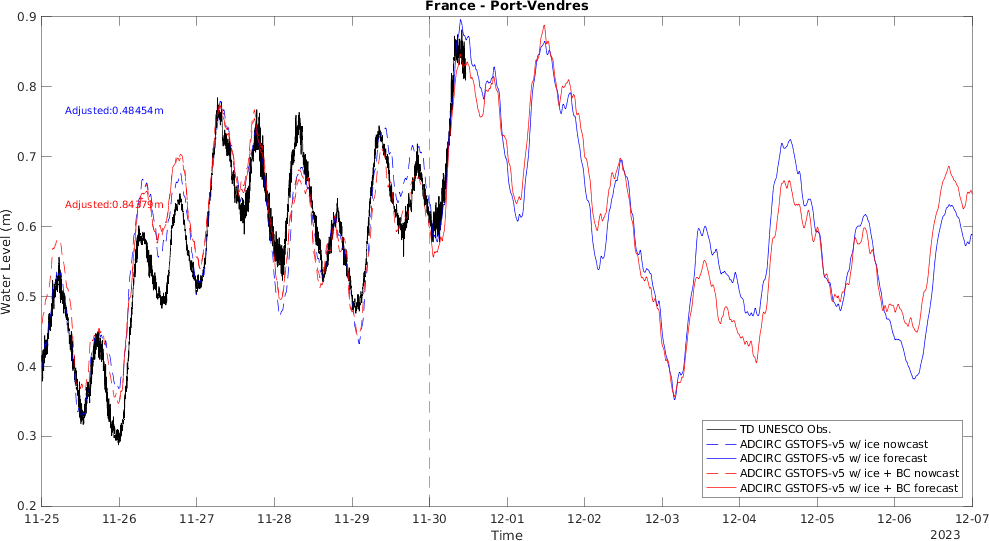 France - Port-Vendres
0.9
0.8
0.7
0.6
0.5
0.4
0.3
0.2
Water Level (m)
Adjusted:0.48454m
Adjusted:0.84379m
TD UNESCO Obs.
ADCIRC GSTOFS-v5 w/ ice nowcast
ADCIRC GSTOFS-v5 w/ ice forecast
ADCIRC GSTOFS-v5 w/ ice + BC nowcast
ADCIRC GSTOFS-v5 w/ ice + BC forecast
11-25 11-26 11-27 11-28 11-29 11-30 12-01 12-02 12-03 12-04 12-05 12-06 12-07
Time
2023